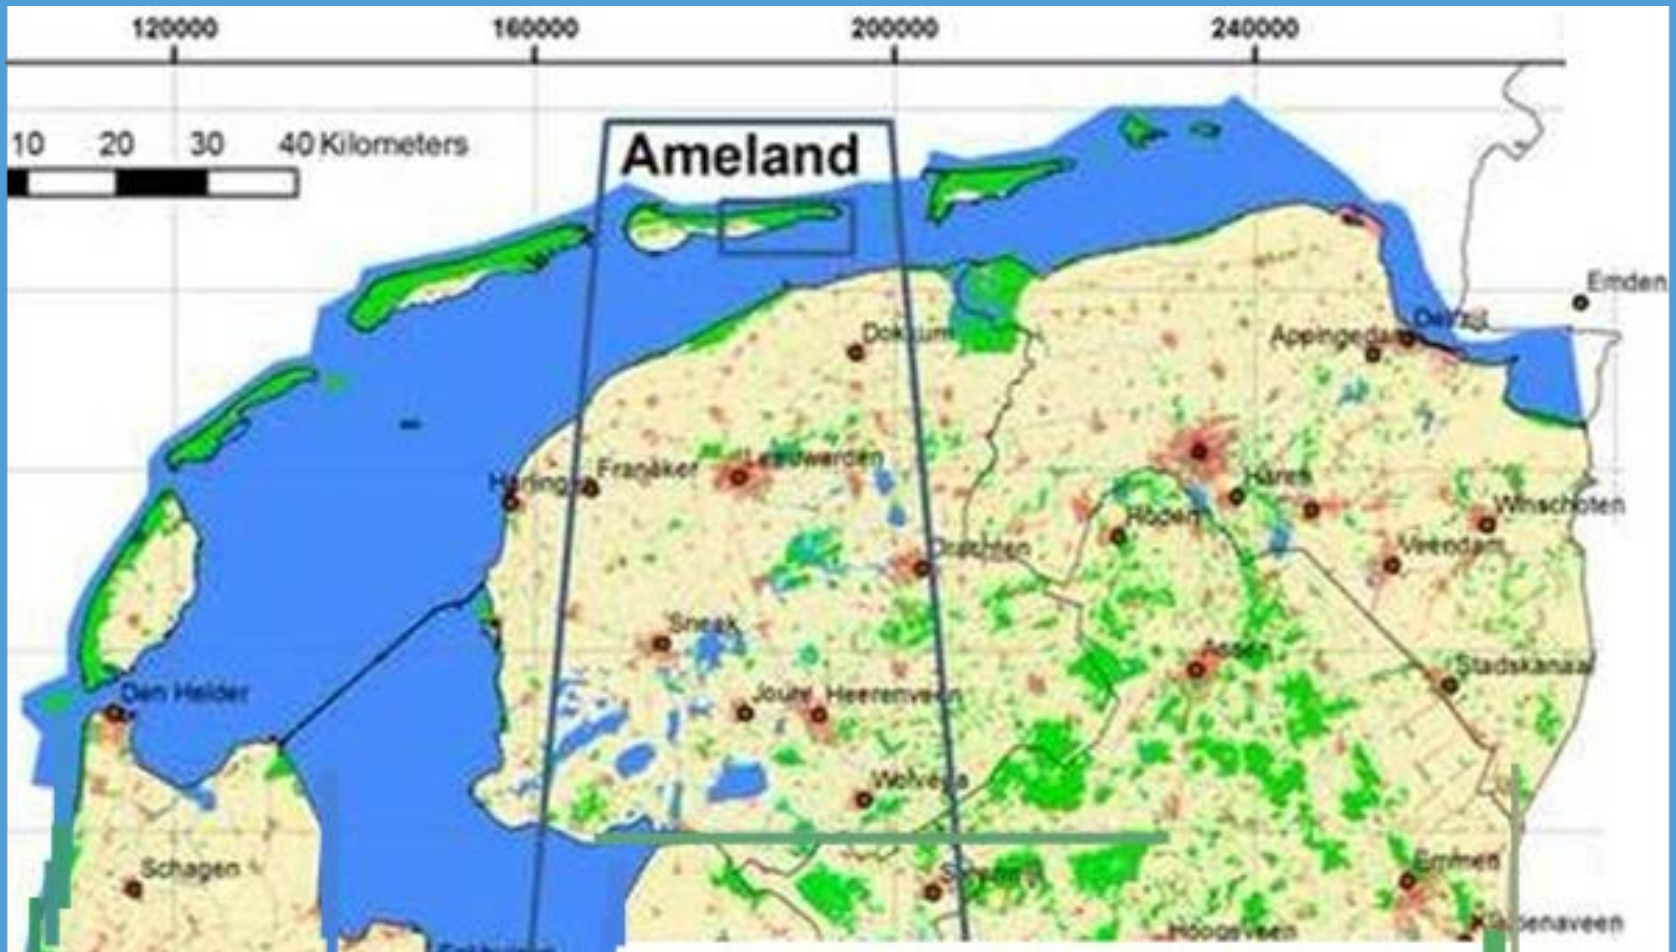 120000 160000 200000 240000
10 20 30 40 Kilometers
Ameland
Emden
Delfzijl
Appingedam
Dokkum
Leeuwarden
Franeker
Harlingen
Haren
Winschoten
Roden
Veendam
Drachten
Sneek
Assen
Stadskanaal
Den Helder
Joure Heerenveen
Wolvega
Schagen
Emmen
Hoogeveen
Klazienaveen